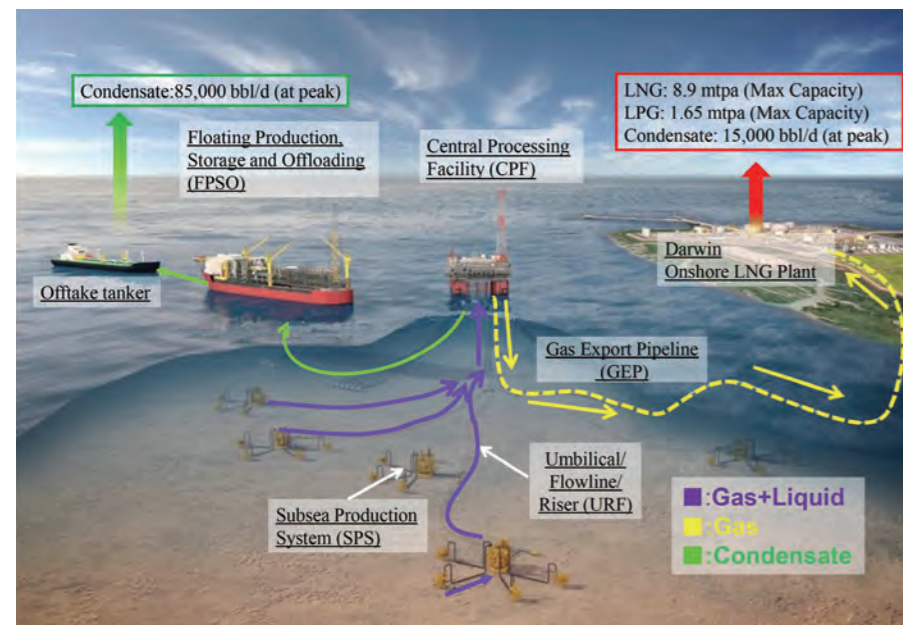 Condensate:85,000 bbl/d (at peak)
LNG: 8.9 mtpa (Max Capacity)
LPG: 1.65 mtpa (Max Capacity)
Condensate: 15,000 bbl/d (at peak)
Floating Production,
Storage and Offloading
(FPSO)
Central Processing
Facility (CPF)
Darwin
Onshore LNG Plant
Offtake tanker
Gas Export Pipeline
(GEP)
Umbilical/
Flowline/
Riser (URF)
Subsea Production
System (SPS)
:Gas+Liquid
:Gas
:Condensate